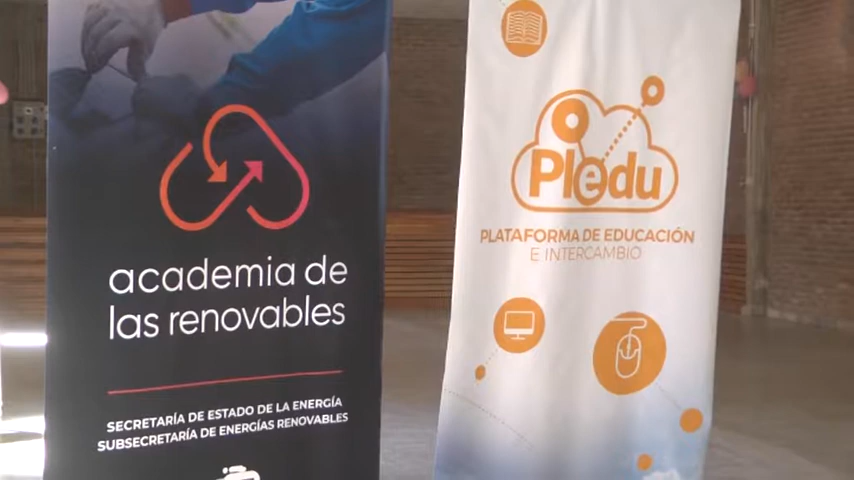 academia de
las renovables
SECRETARÍA DE ESTADO DE LA ENERGÍA
SUBSECRETARÍA DE ENERGÍAS RENOVABLES
Pledu
PLATAFORMA DE EDUCACIÓN
E INTERCAMBIO